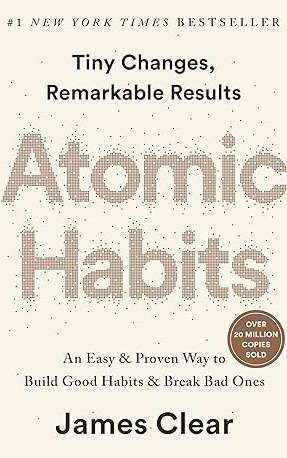 #1 NEW YORK TIMES BESTSELLER
Tiny Changes,
Remarkable Results
Atomic
Habits
OVER
20 MILLION
COPIES
SOLD
An Easy & Proven Way to
Build Good Habits & Break Bad Ones
James Clear